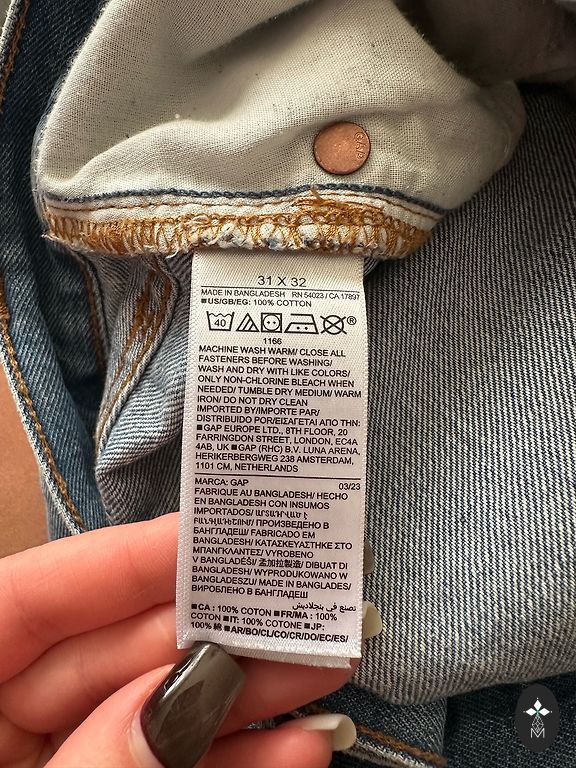 GAP
31 X 32
MADE IN BANGLADESH RN 54023 / CA 17897
■US/GB/EG: 100% COTTON
40 ®
1166
MACHINE WASH WARM/ CLOSE ALL
FASTENERS BEFORE WASHING/
WASH AND DRY WITH LIKE COLORS/
ONLY NON-CHLORINE BLEACH WHEN
NEEDED/ TUMBLE DRY MEDIUM/ WARM
IRON/ DO NOT DRY CLEAN
IMPORTED BY/IMPORTE PAR/
DISTRIBUIDO POR/ΕΙΣΑΓΕΤΑΙ ΑΠΟ ΤΗΝ:
■GAP EUROPE LTD., 8TH FLOOR, 20
FARRINGDON STREET, LONDON, EC4A
4AB, UK ■GAP (RHC) B.V. LUNA ARENA,
HERIKERBERGWEG 238 AMSTERDAM,
1101 CM, NETHERLANDS
MARCA: GAP 03/23
FABRIQUE AU BANGLADESH/ HECHO
EN BANGLADESH CON INSUMOS
IMPORTADOS/
ПРОИЗВЕДЕНО В
БАНГЛАДЕШ/ FABRICADO EM
BANGLADESH/ ΚΑΤΑΣΚΕΥΑΣΤΗΚΕ ΣΤΟ
ΜΠΑΝΓΚΛΑΝΤΕΣ/ VYROBENO
V BANGLADÉŠI/ 孟加拉製造/ DIBUAT DI
BANGLADESH/ WYPRODUKOWANO W
BANGLADESZU/ MADE IN BANGLADES/
ВИРОБЛЕНО В БАНГЛАДЕШ
تصنع في بنجلاديش
■CA : 100% COTON ■FR/MA : 100%
COTON ■IT: 100% COTONE ■JP:
100% 綿 ■AR/BO/CL/CO/CR/DO/EC/ES/
M